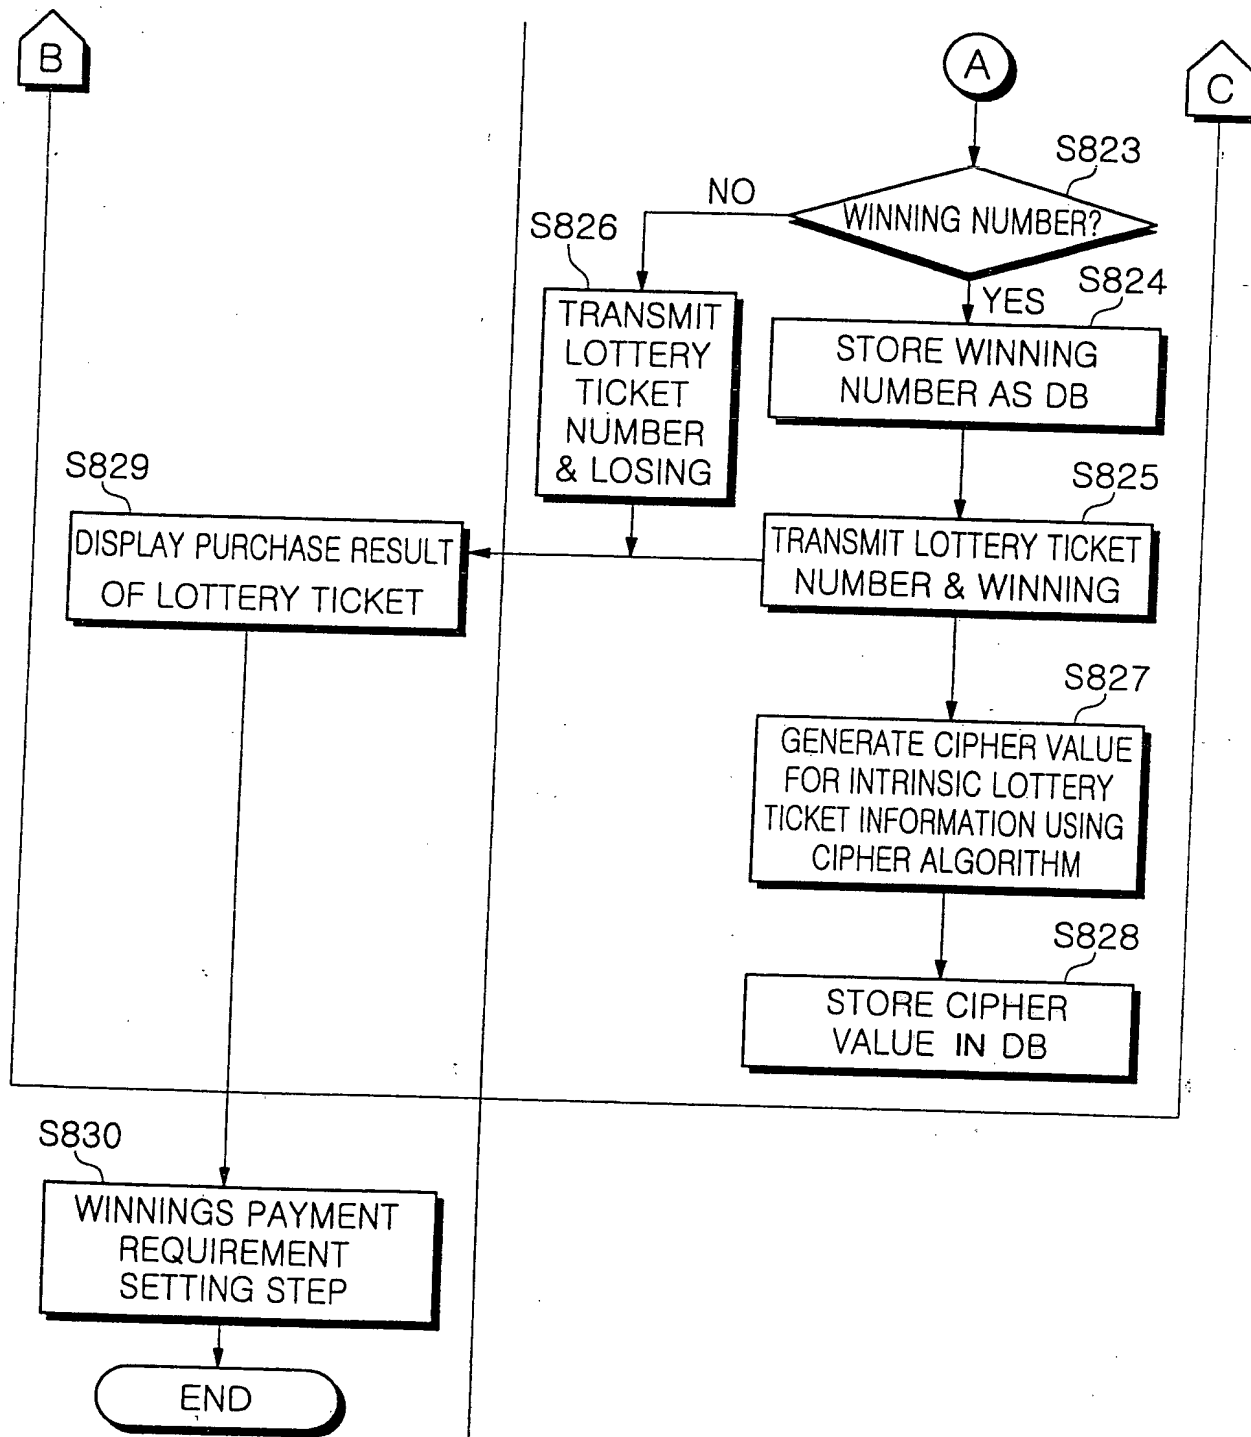 B
A
C
S823
NO
WINNING NUMBER?
S826
S824
YES
TRANSMIT
LOTTERY
TICKET
NUMBER
& LOSING
STORE WINNING
NUMBER AS DB
S829
S825
DISPLAY PURCHASE RESULT
OF LOTTERY TICKET
TRANSMIT LOTTERY TICKET
NUMBER & WINNING
S827
GENERATE CIPHER VALUE
FOR INTRINSIC LOTTERY
TICKET INFORMATION USING
CIPHER ALGORITHM
S828
STORE CIPHER
VALUE IN DB
S830
WINNINGS PAYMENT
REQUIREMENT
SETTING STEP
END